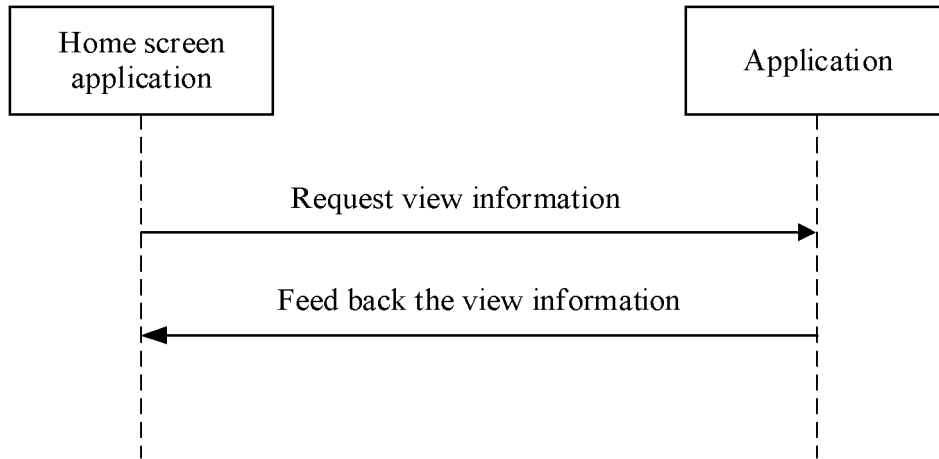 Home screen
application
Application
Request view information
Feed back the view information